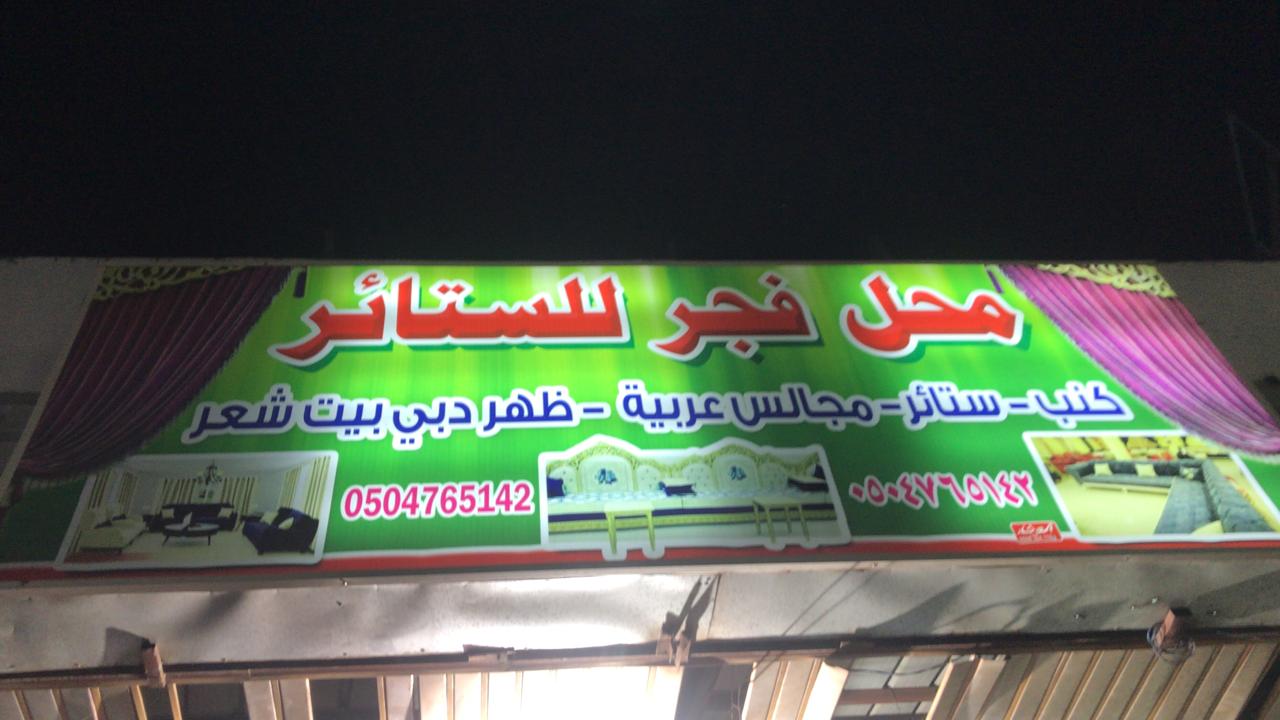 محل فجر للستائر
كنب - ستائر - مجالس عربية - ظهر دبي بيت شعر
٠٥٠٤٧٦٥١٤٢ 0504765142